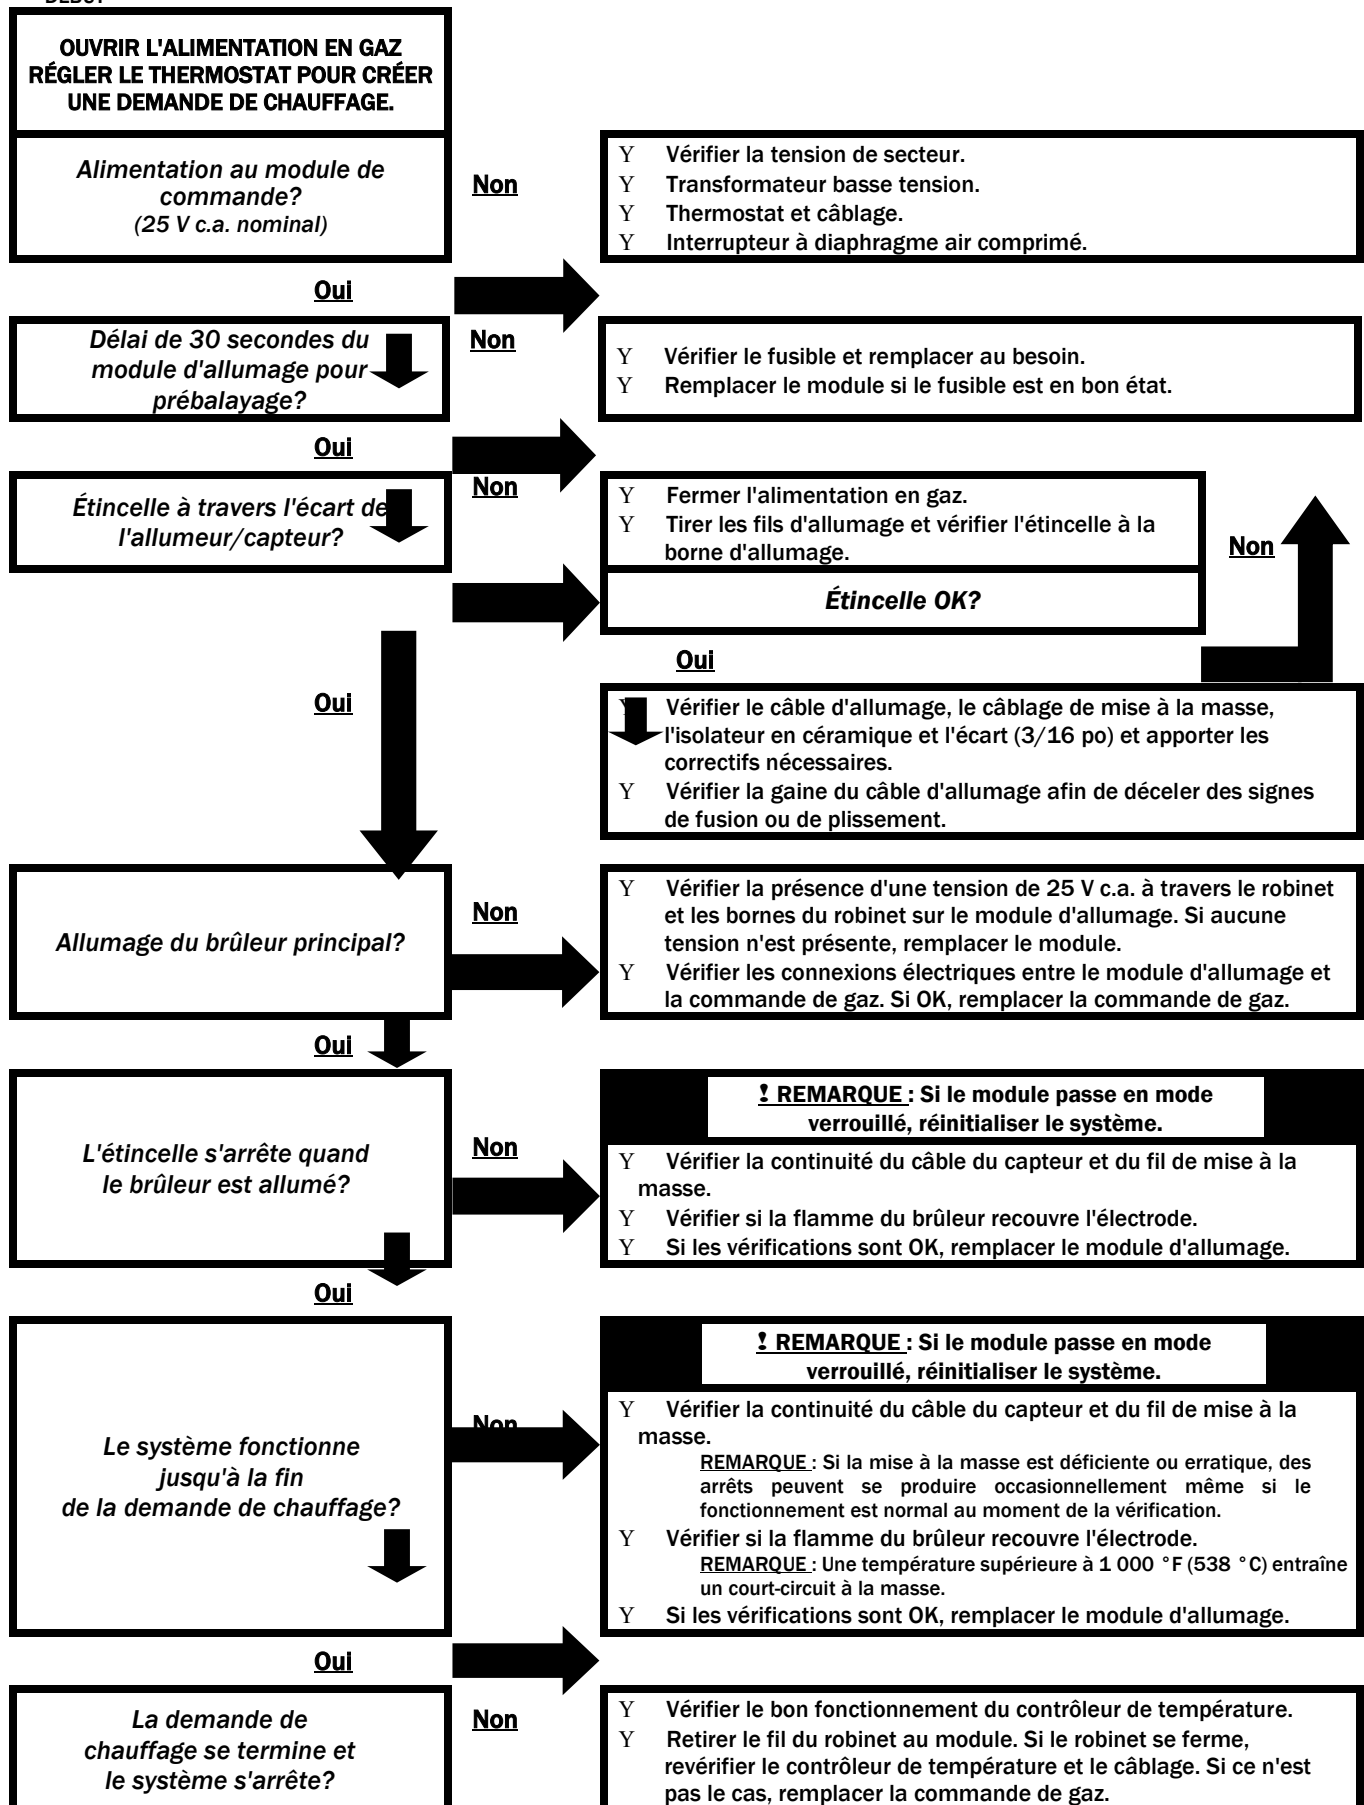 DÉBUT
OUVRIR L'ALIMENTATION EN GAZ
RÉGLER LE THERMOSTAT POUR CRÉER
UNE DEMANDE DE CHAUFFAGE.
Alimentation au module de
commande?
(25 V c.a. nominal)
Non
Y Vérifier la tension de secteur.
Y Transformateur basse tension.
Y Thermostat et câblage.
Y Interrupteur à diaphragme air comprimé.
Oui
Délai de 30 secondes du
module d'allumage pour
prébalayage?
Non
Y Vérifier le fusible et remplacer au besoin.
Y Remplacer le module si le fusible est en bon état.
Oui
Étincelle à travers l'écart de
l'allumeur/capteur?
Non
Y Fermer l'alimentation en gaz.
Y Tirer les fils d'allumage et vérifier l'étincelle à la
borne d'allumage.
Non
Étincelle OK?
Oui
Oui
Y Vérifier le câble d'allumage, le câblage de mise à la masse,
l'isolateur en céramique et l'écart (3/16 po) et apporter les
correctifs nécessaires.
Y Vérifier la gaine du câble d'allumage afin de déceler des signes
de fusion ou de plissement.
Allumage du brûleur principal?
Non
Y Vérifier la présence d'une tension de 25 V c.a. à travers le robinet
et les bornes du robinet sur le module d'allumage. Si aucune
tension n'est présente, remplacer le module.
Y Vérifier les connexions électriques entre le module d'allumage et
la commande de gaz. Si OK, remplacer la commande de gaz.
Oui
L'étincelle s'arrête quand
le brûleur est allumé?
Non
! REMARQUE : Si le module passe en mode
verrouillé, réinitialiser le système.
Y Vérifier la continuité du câble du capteur et du fil de mise à la
masse.
Y Vérifier si la flamme du brûleur recouvre l'électrode.
Y Si les vérifications sont OK, remplacer le module d'allumage.
Oui
Le système fonctionne
jusqu'à la fin
de la demande de chauffage?
Non
! REMARQUE : Si le module passe en mode
verrouillé, réinitialiser le système.
Y Vérifier la continuité du câble du capteur et du fil de mise à la
masse.
REMARQUE : Si la mise à la masse est déficiente ou erratique, des
arrêts peuvent se produire occasionnellement même si le
fonctionnement est normal au moment de la vérification.
Y Vérifier si la flamme du brûleur recouvre l'électrode.
REMARQUE : Une température supérieure à 1 000 °F (538 °C) entraîne
un court-circuit à la masse.
Y Si les vérifications sont OK, remplacer le module d'allumage.
Oui
La demande de
chauffage se termine et
le système s'arrête?
Non
Y Vérifier le bon fonctionnement du contrôleur de température.
Y Retirer le fil du robinet au module. Si le robinet se ferme,
revérifier le contrôleur de température et le câblage. Si ce n'est
pas le cas, remplacer la commande de gaz.